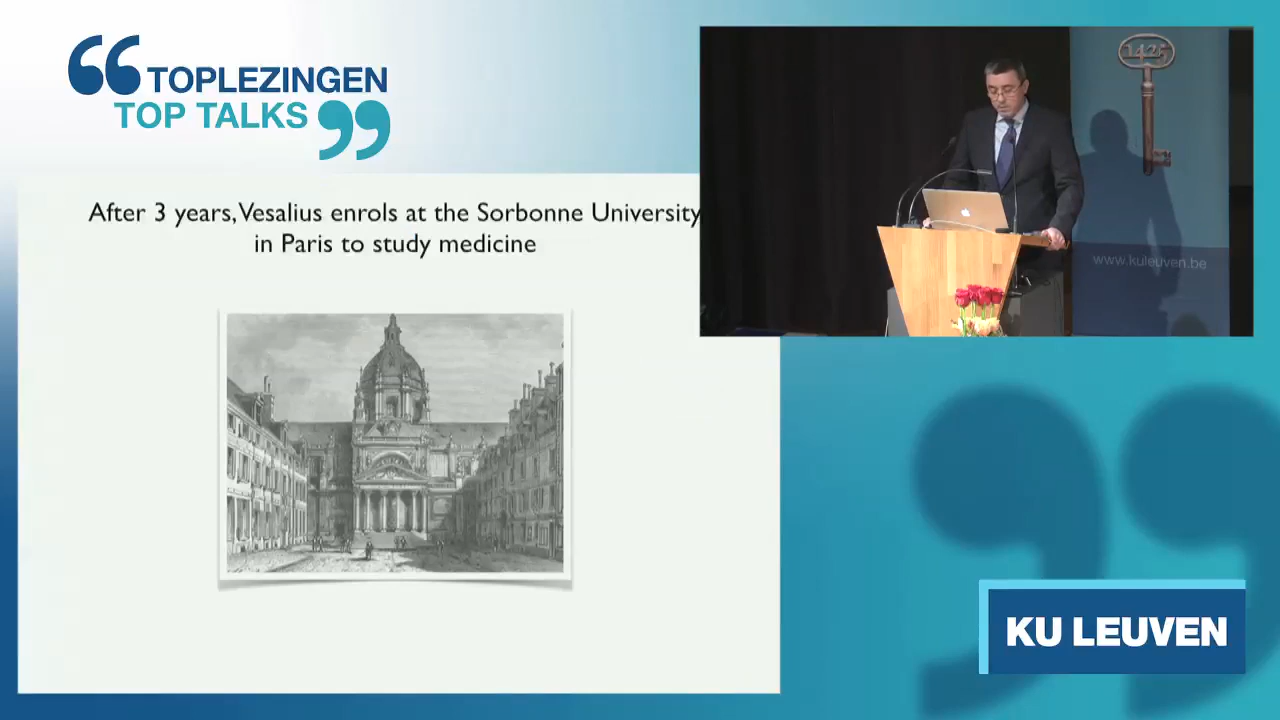 TOPLEZINGEN
TOP TALKS
After 3 years, Vesalius enrols at the Sorbonne University
in Paris to study medicine
1425
www.kuleuven.be
KU LEUVEN